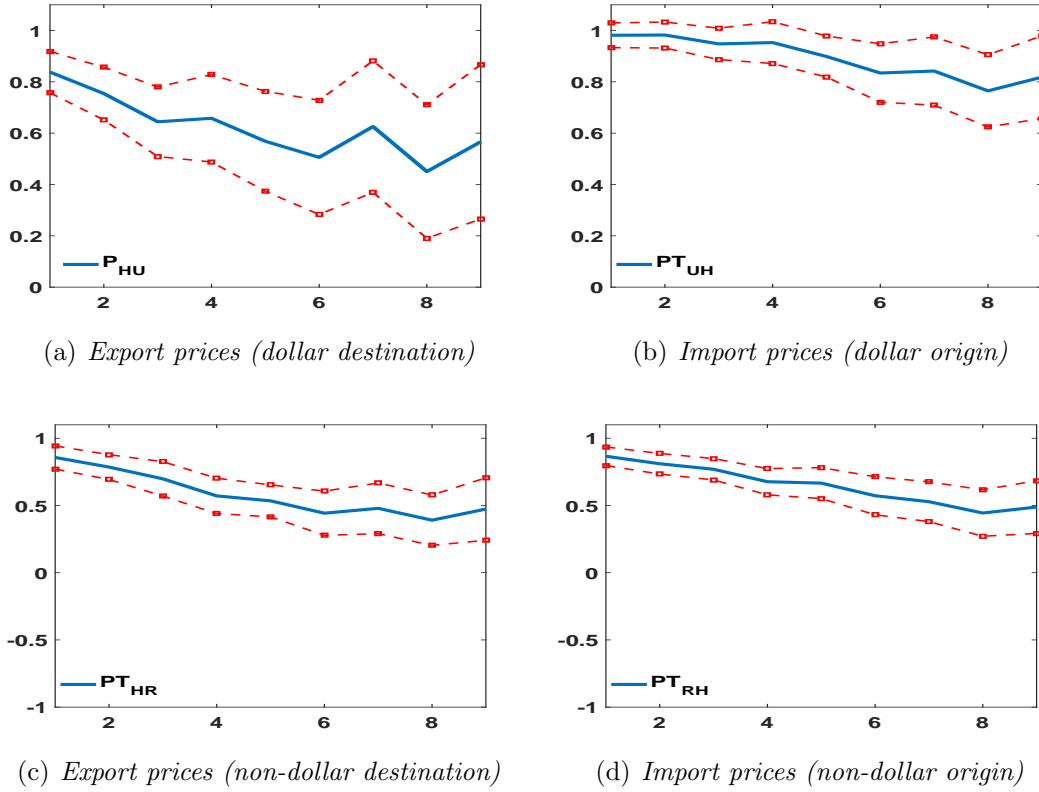 1
0.8
0.6
0.4
0.2
0
2 4 6 8
P_HU
(a) Export prices (dollar destination)
1
0.8
0.6
0.4
0.2
0
2 4 6 8
PT_UH
(b) Import prices (dollar origin)
1
0.5
0
-0.5
-1
2 4 6 8
PT_HR
(c) Export prices (non-dollar destination)
1
0.5
0
-0.5
-1
2 4 6 8
PT_RH
(d) Import prices (non-dollar origin)